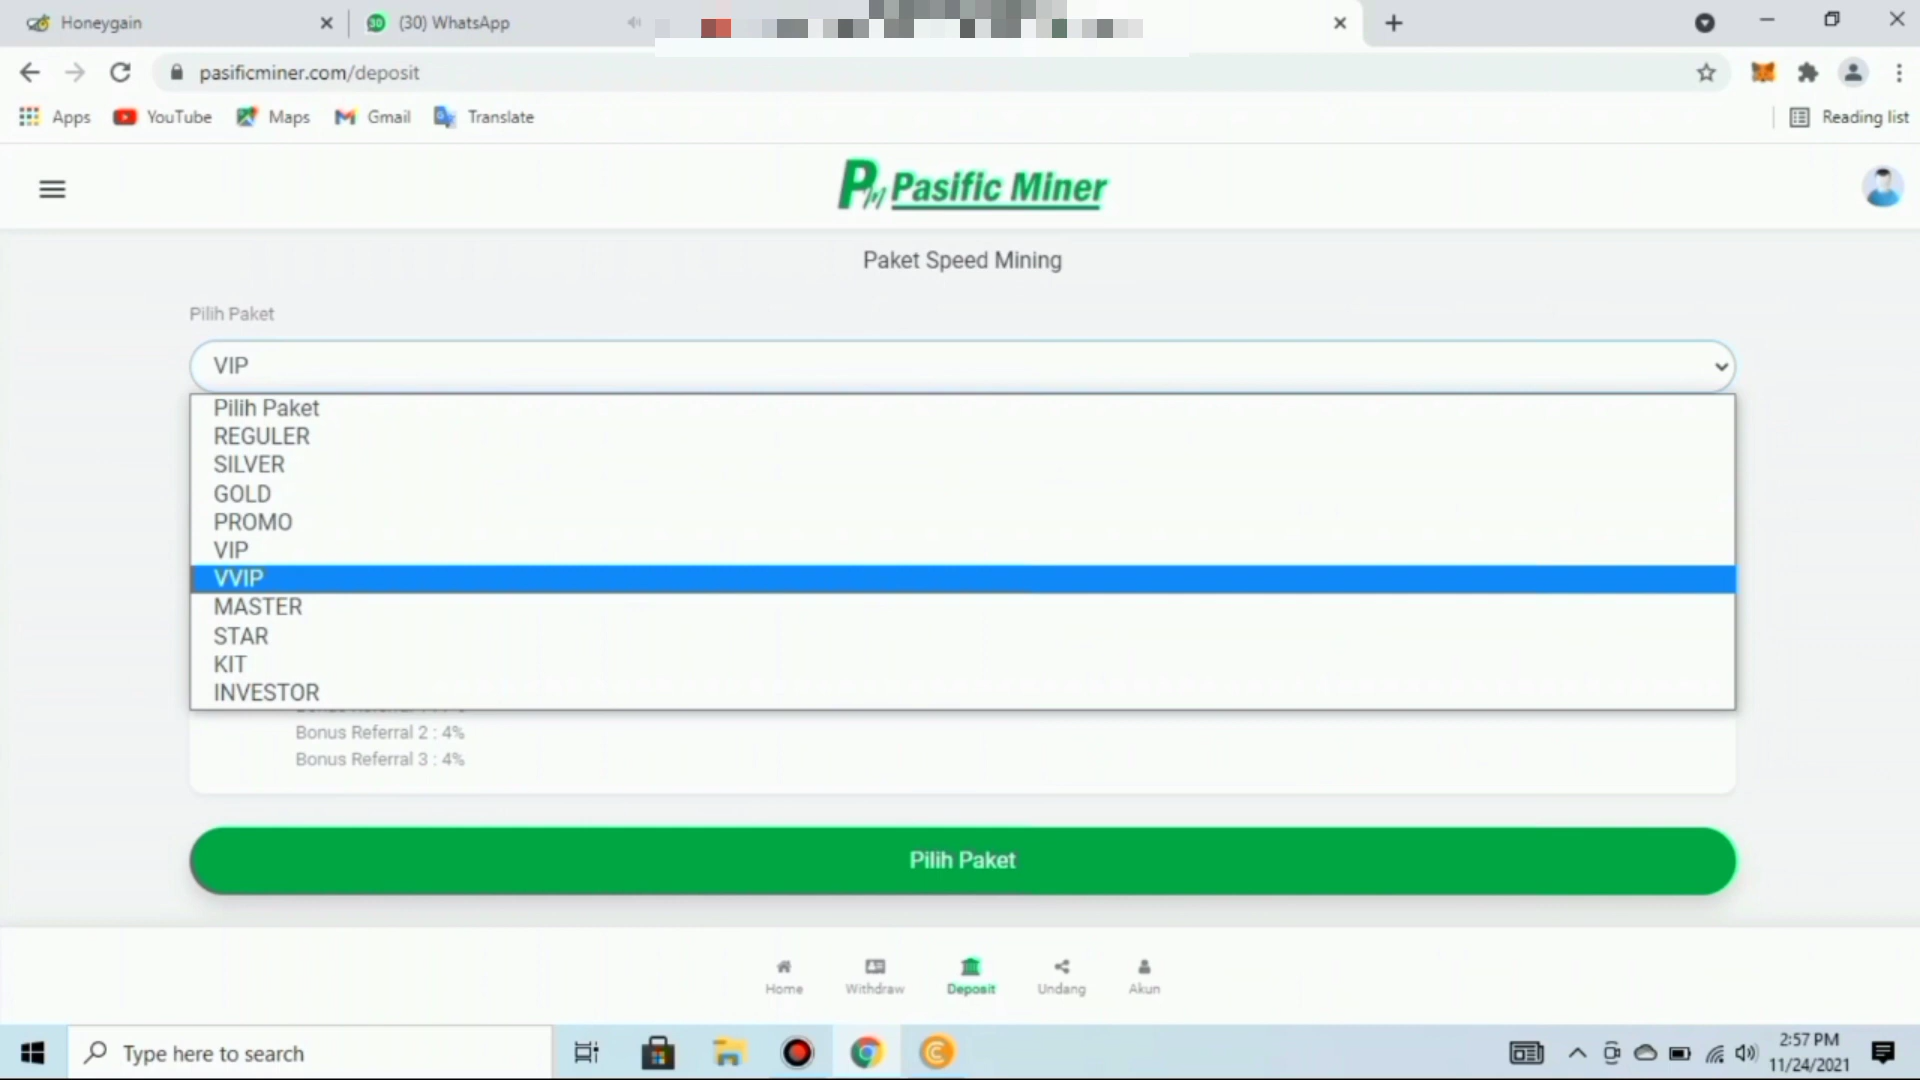 Honeygain
(30) WhatsApp
pasificminer.com/deposit
Apps
YouTube
Maps
Gmail
Translate
Reading list
Pasific Miner
Paket Speed Mining
Pilih Paket
VIP
Pilih Paket
REGULER
SILVER
GOLD
PROMO
VIP
VVIP
MASTER
STAR
KIT
INVESTOR
Bonus Referral 2 : 4%
Bonus Referral 3 : 4%
Pilih Paket
Home
Withdraw
Deposit
Undang
Akun
Type here to search
2:57 PM
11/24/2021